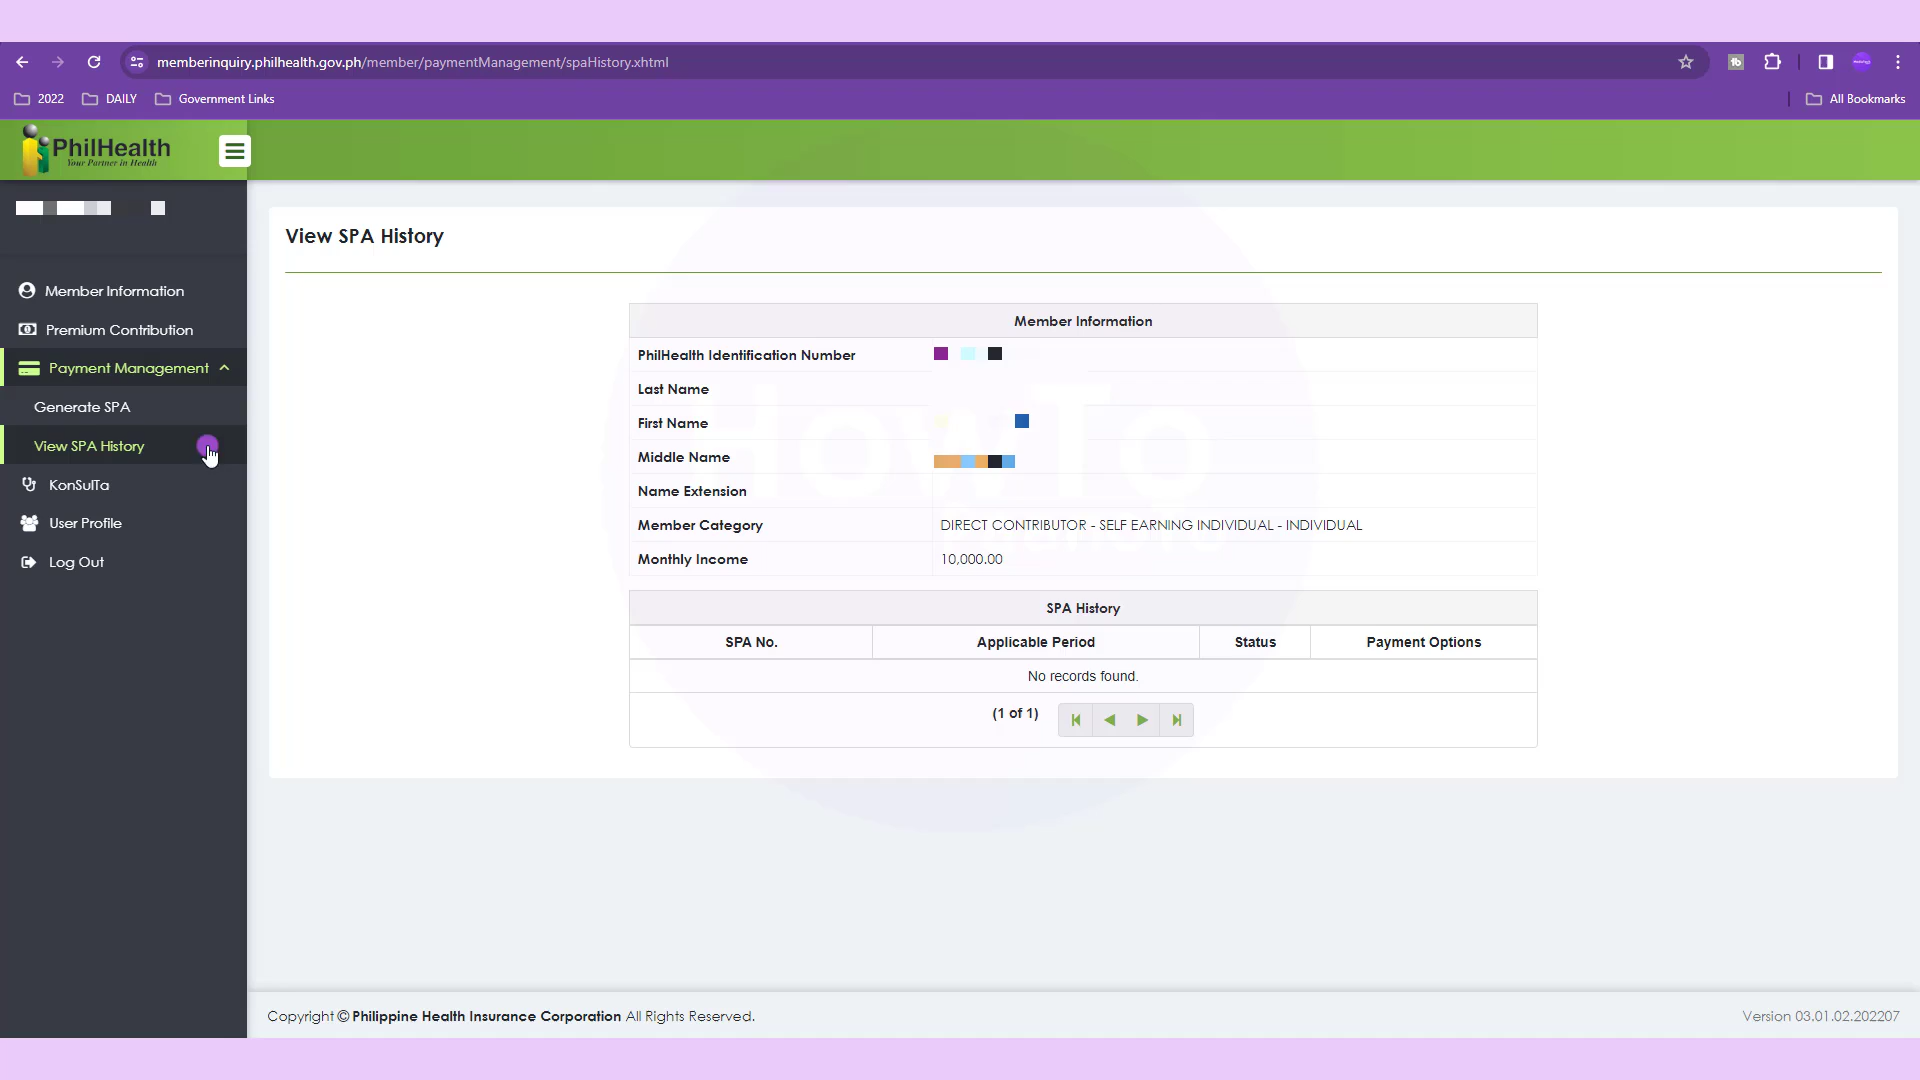 memberinquiry.philhealth.gov.ph/member/paymentManagement/spaHistory.xhtml
2022 DAILY Government Links All Bookmarks
PhilHealth
Your Partner in Health
View SPA History
Member Information
Premium Contribution
Payment Management
Generate SPA
View SPA History
KonSulTa
User Profile
Log Out
Member Information
PhilHealth Identification Number
Last Name
First Name
Middle Name
Name Extension
Member Category DIRECT CONTRIBUTOR - SELF EARNING INDIVIDUAL - INDIVIDUAL
Monthly Income 10,000.00
SPA History
SPA No. Applicable Period Status Payment Options
No records found.
(1 of 1)
HowTo
Copyright © Philippine Health Insurance Corporation All Rights Reserved.
Version 03.01.02.202207